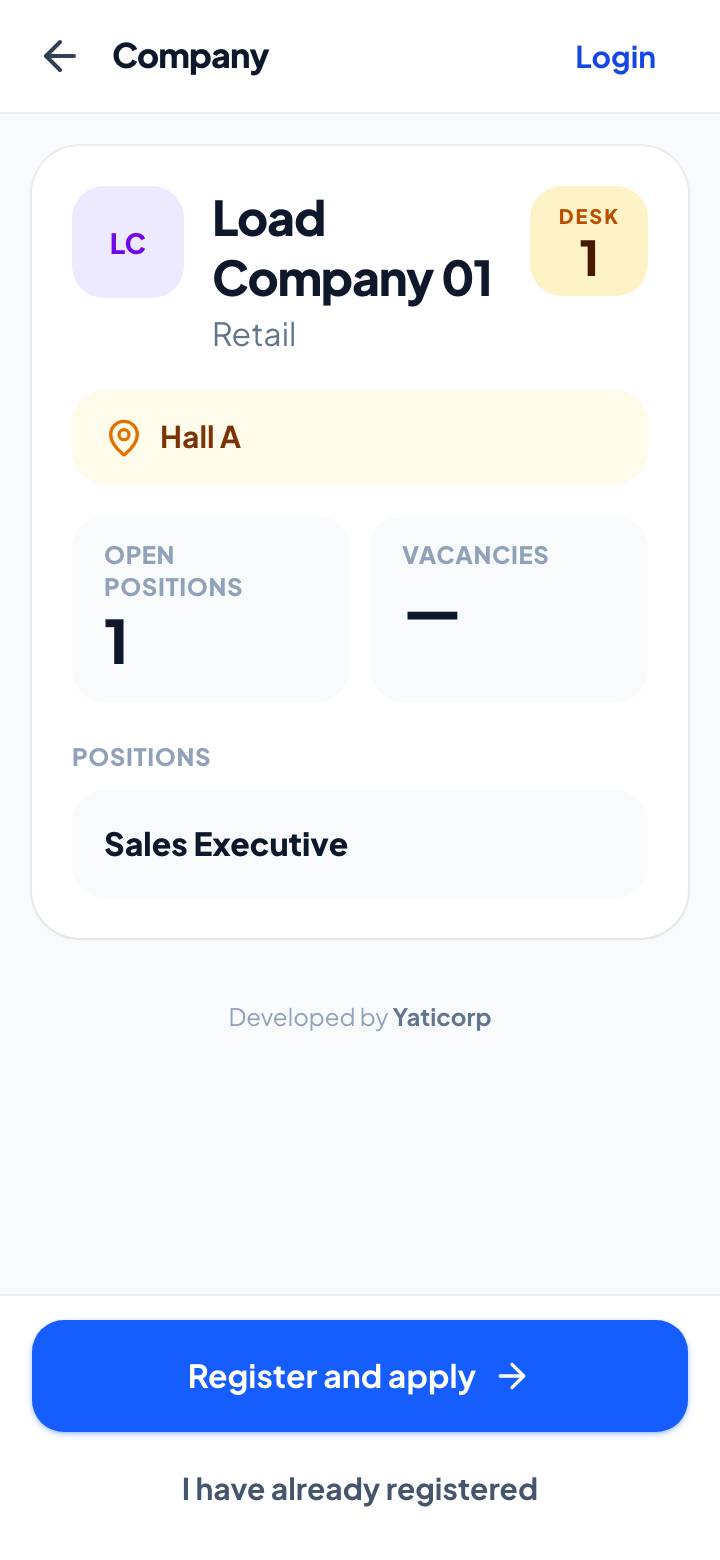 Company
Login
LC
Load
Company 01
Retail
DESK
1
Hall A
OPEN
POSITIONS
1
VACANCIES
—
POSITIONS
Sales Executive
Developed by Yaticorp
Register and apply →
I have already registered